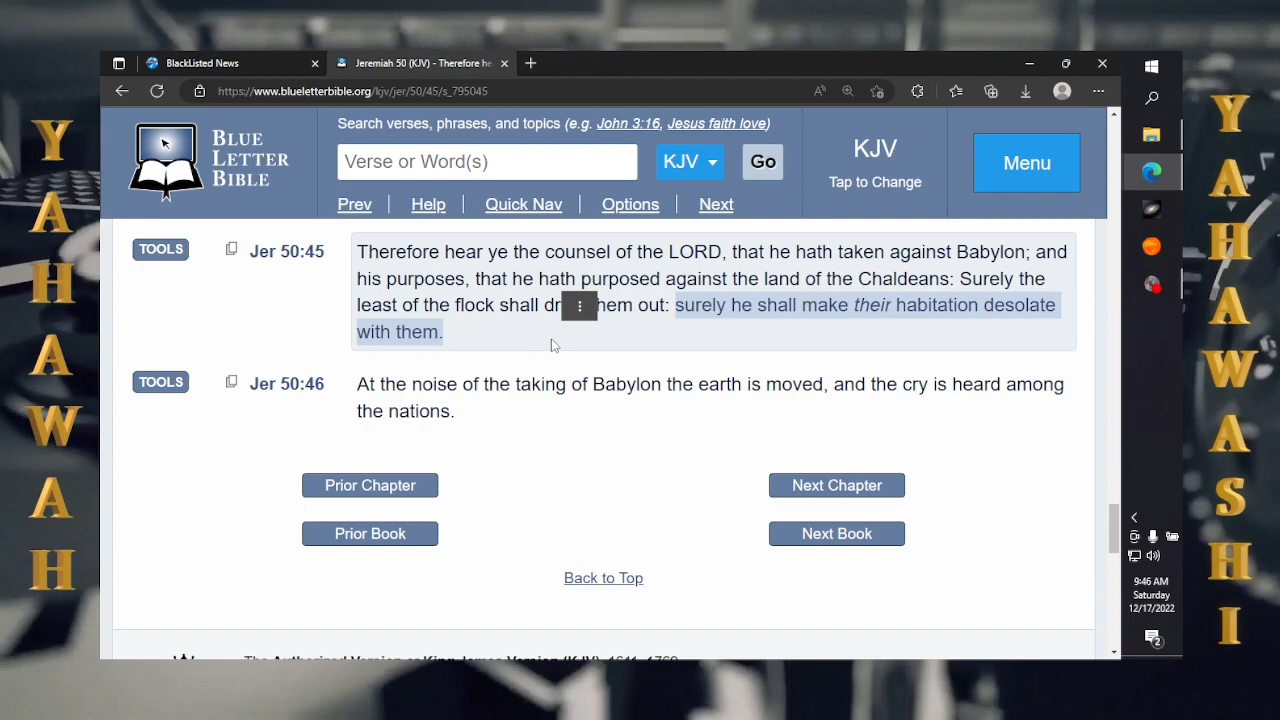 BlackListed News
Jeremiah 50 (KJV) - Therefore he
https://www.blueletterbible.org/kjv/jer/50/45/s_795045
BLUE
LETTER
BIBLE
Search verses, phrases, and topics (e.g. John 3:16, Jesus faith love)
Verse or Word(s)
KJV
Go
Prev
Help
Quick Nav
Options
Next
KJV
Tap to Change
Menu
TOOLS
Jer 50:45
Therefore hear ye the counsel of the LORD, that he hath taken against Babylon; and
his purposes, that he hath purposed against the land of the Chaldeans: Surely the
least of the flock shall out: surely he shall make their habitation desolate
with them.
TOOLS
Jer 50:46
At the noise of the taking of Babylon the earth is moved, and the cry is heard among
the nations.
Prior Chapter
Next Chapter
Prior Book
Next Book
Back to Top
9:46 AM
Saturday
12/17/2022
2
YAHAWAH
YAHAWASHI